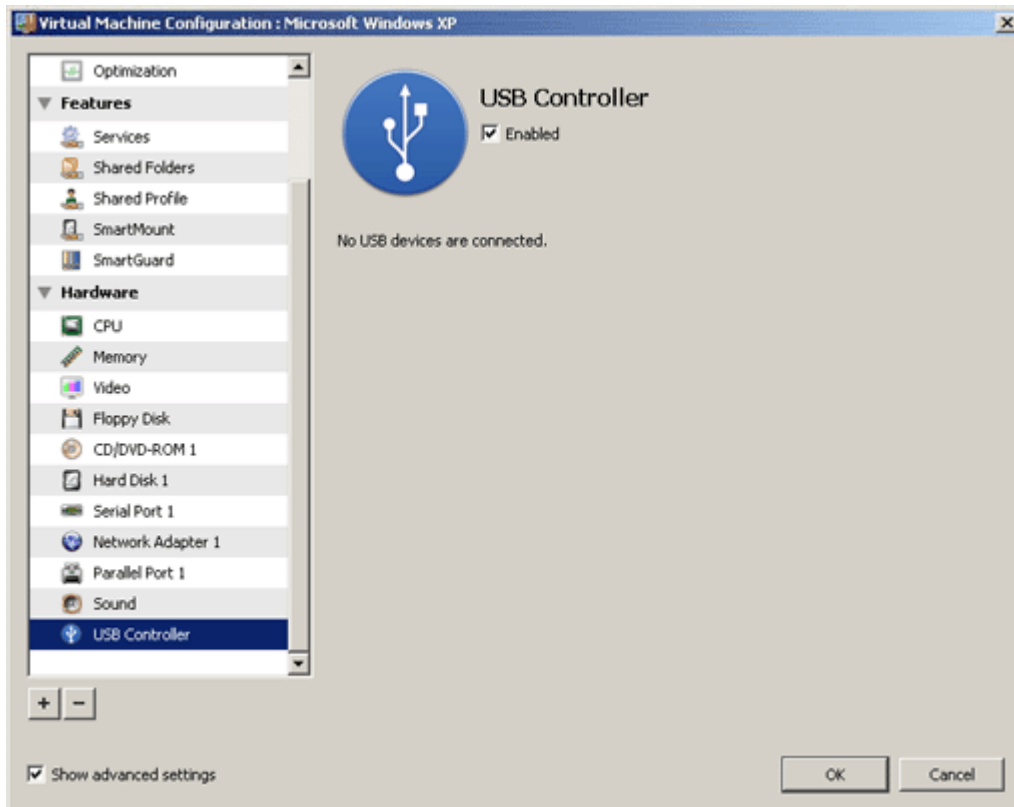 Virtual Machine Configuration : Microsoft Windows XP
Optimization
Features
Services
Shared Folders
Shared Profile
SmartMount
SmartGuard
Hardware
CPU
Memory
Video
Floppy Disk
CD/DVD-ROM 1
Hard Disk 1
Serial Port 1
Network Adapter 1
Parallel Port 1
Sound
USB Controller
USB Controller
Enabled
No USB devices are connected.
+ −
Show advanced settings
OK
Cancel